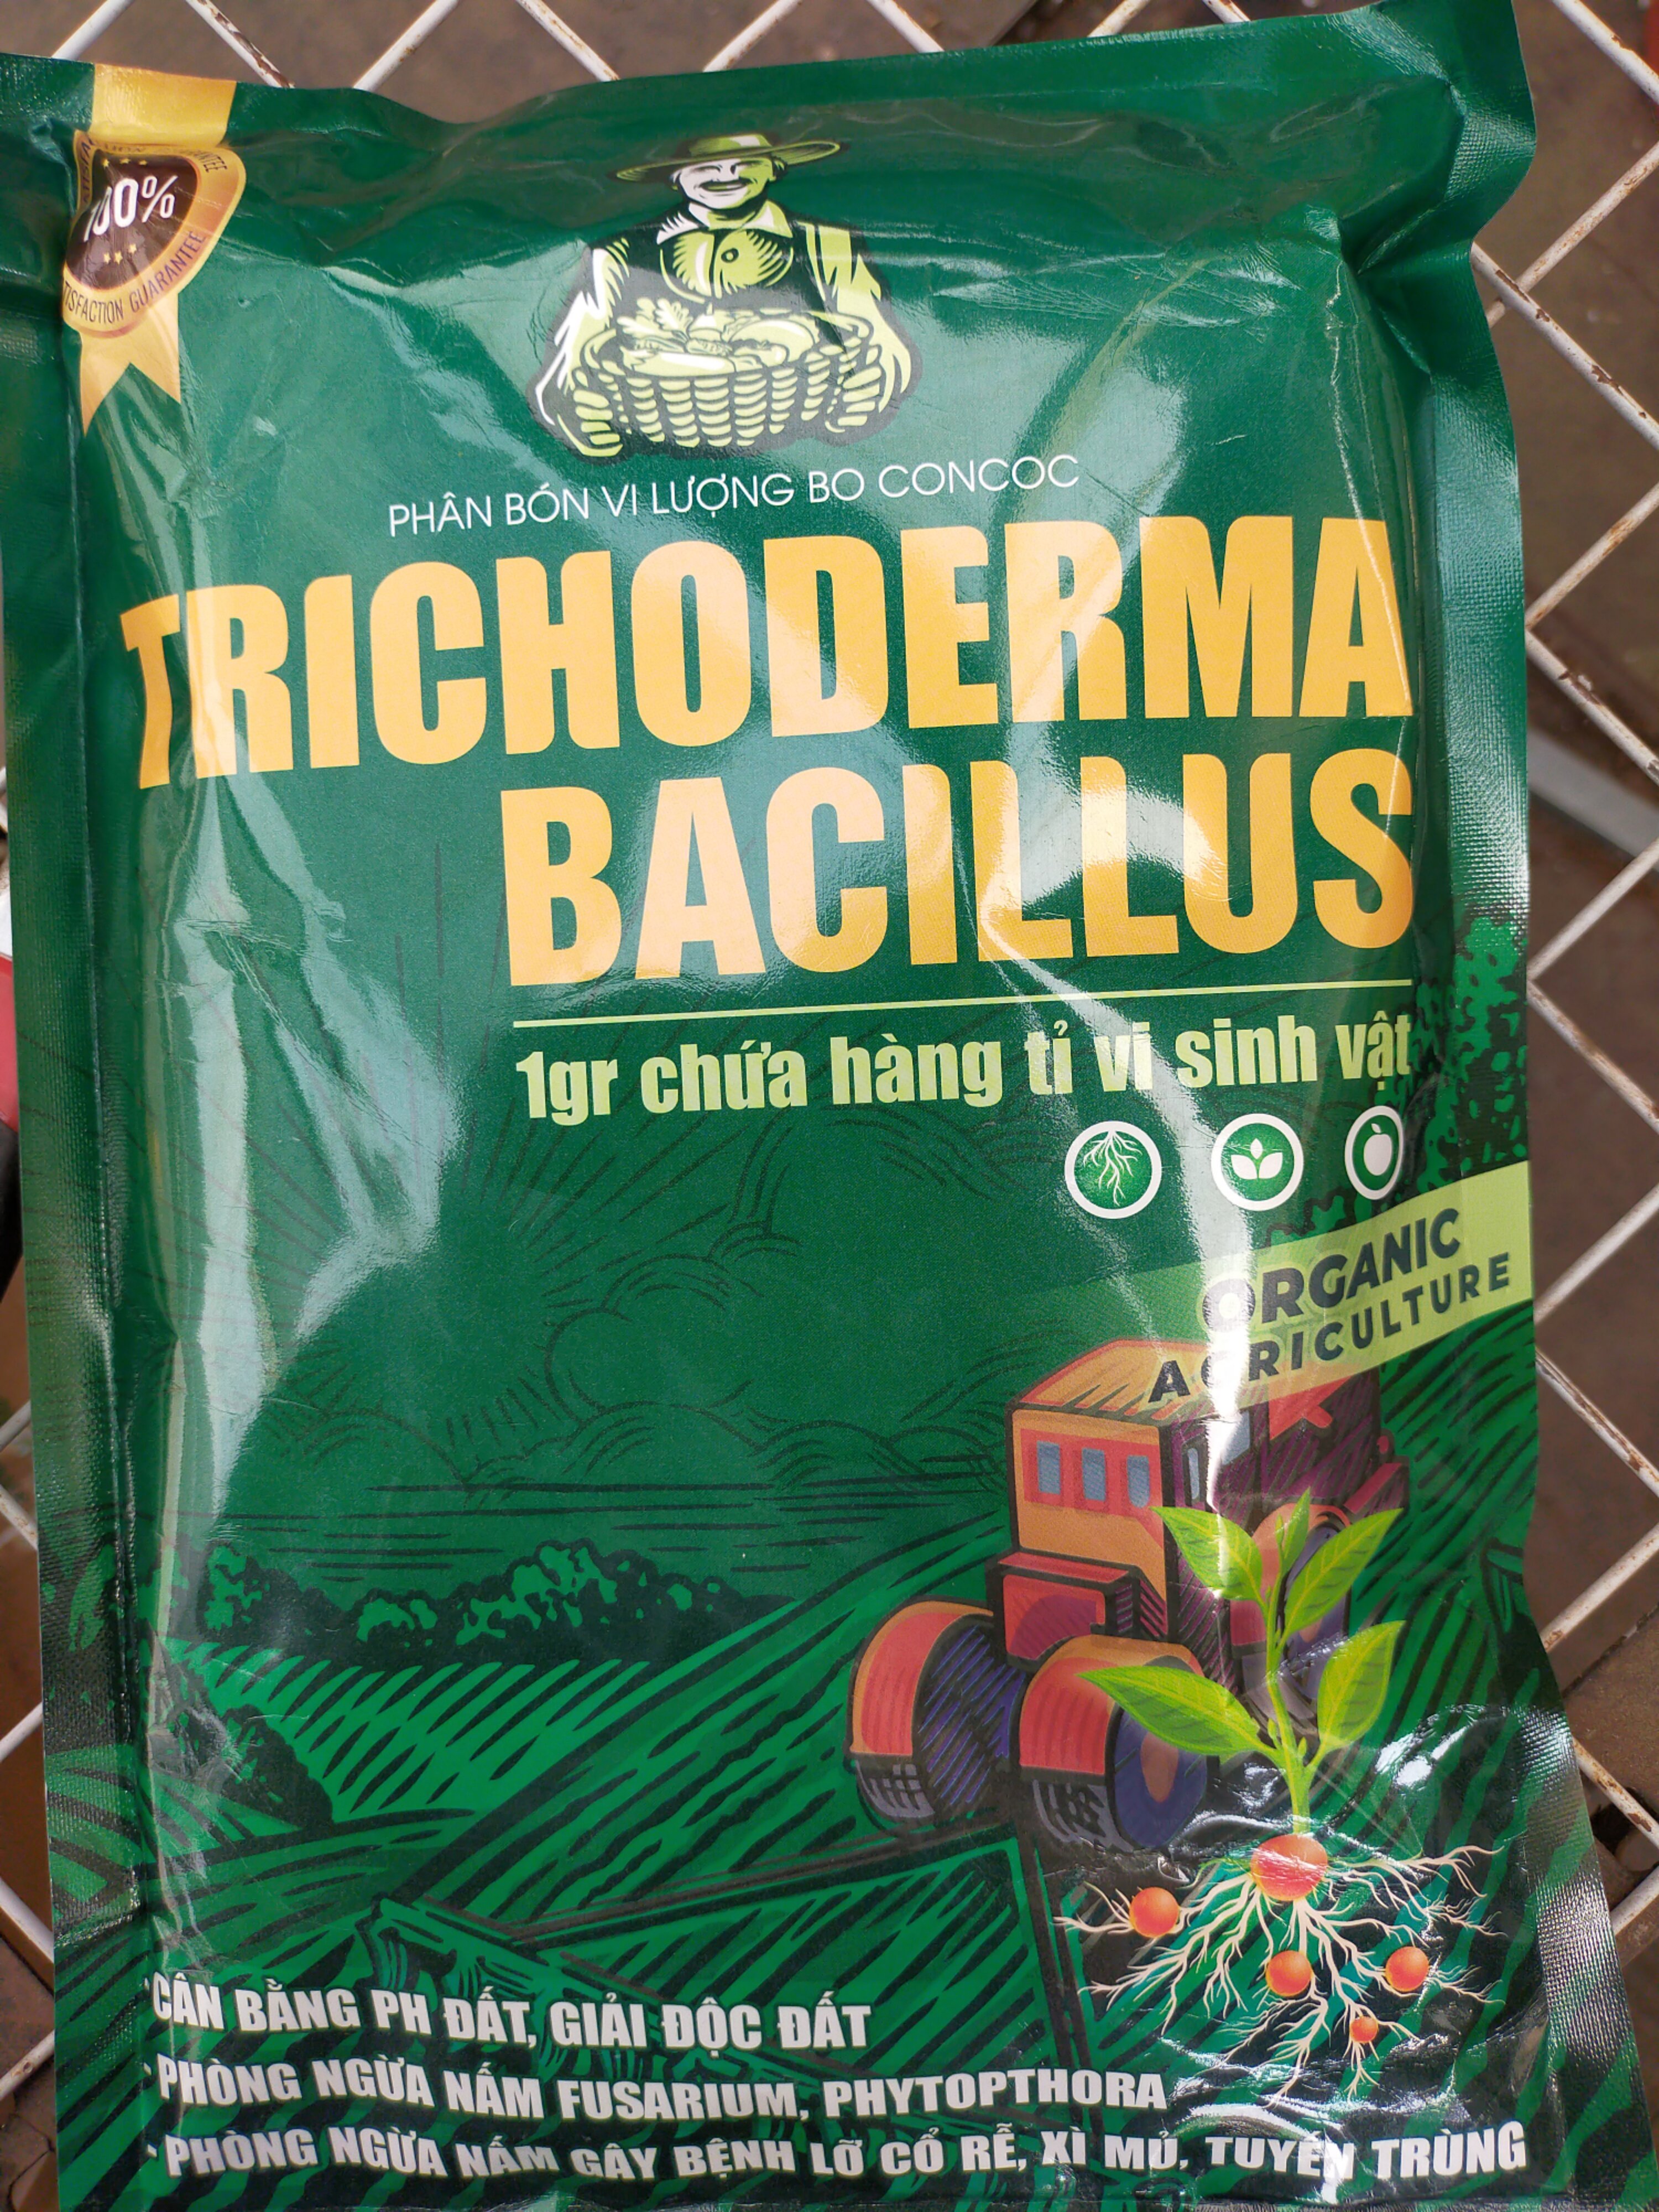 100%
GUARANTEE
PHÂN BÓN VI LƯỢNG BO CONCOC
TRICHODERMA
BACILLUS
1gr chứa hàng tỉ vi sinh vật
ORGANIC
AGRICULTURE
CÂN BẰNG PH ĐẤT, GIẢI ĐỘC ĐẤT
PHÒNG NGỪA NẤM FUSARIUM, PHYTOPTHORA
PHÒNG NGỪA NẤM GÂY BỆNH LỠ CỔ RỄ, XÌ MỦ, TUYẾN TRÙNG